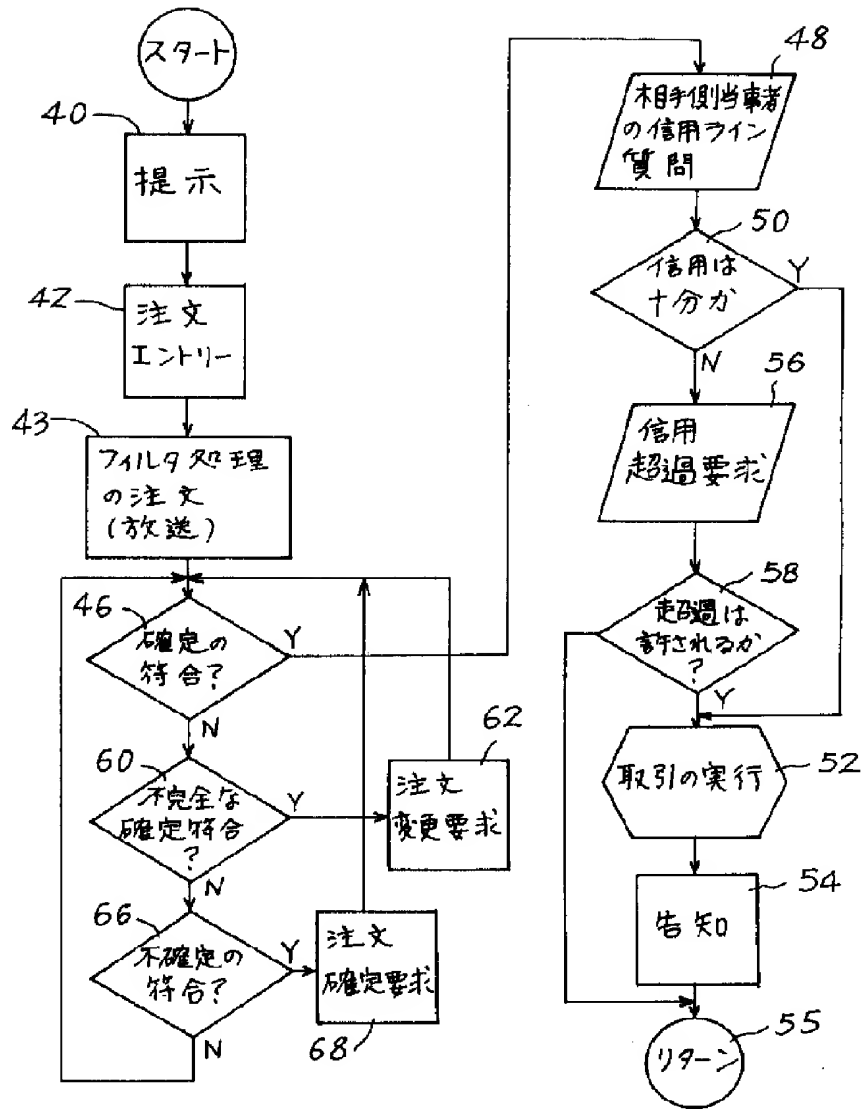 スタート
40
提示
42
注文
エントリー
43
フィルタ処理
の注文
(放送)
46
確定の
符合?
Y
N
60
不完全な
確定符合
?
Y
N
62
注文
変更要求
66
不確定の
符合?
Y
N
注文
確定要求
68
48
相手側当事者
の信用ライン
質問
50
信用は
十分か
Y
N
56
信用
超過要求
58
超過は
許されるか
?
Y
取引の実行
52
告知
54
リターン
55